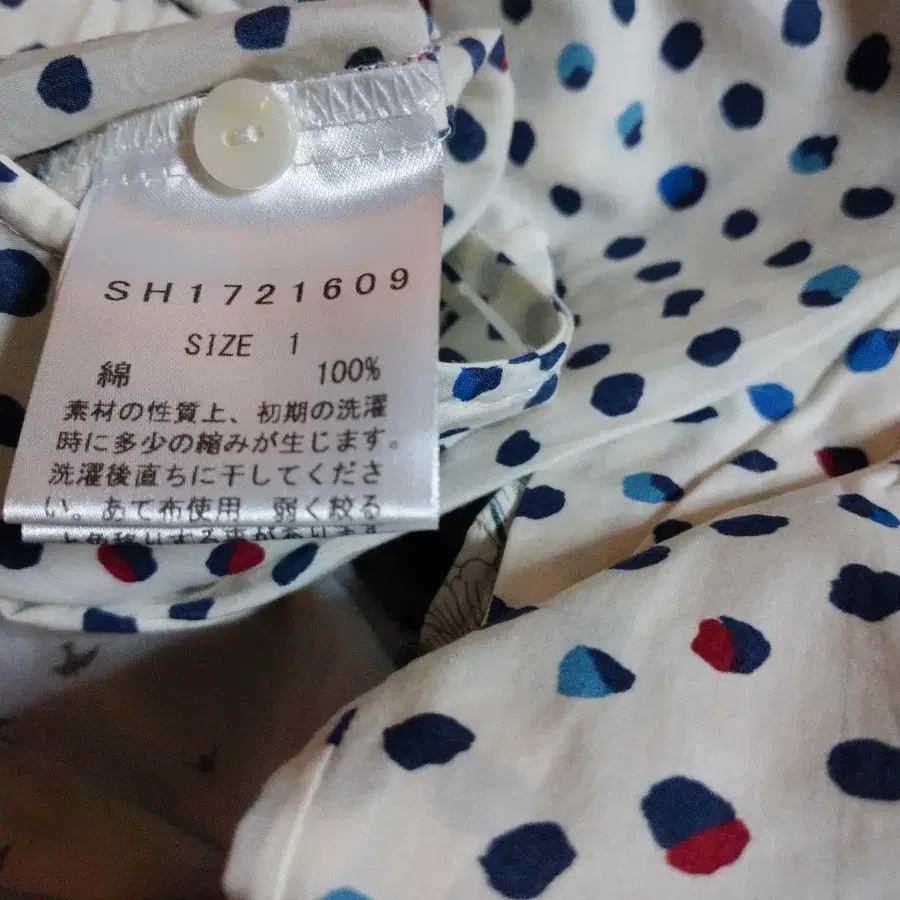 SH1721609
SIZE 1
綿 100%
素材の性質上、初期の洗濯
時に多少の縮みが生じます。
洗濯後直ちに干してくださ
い。あて布使用 弱く絞る